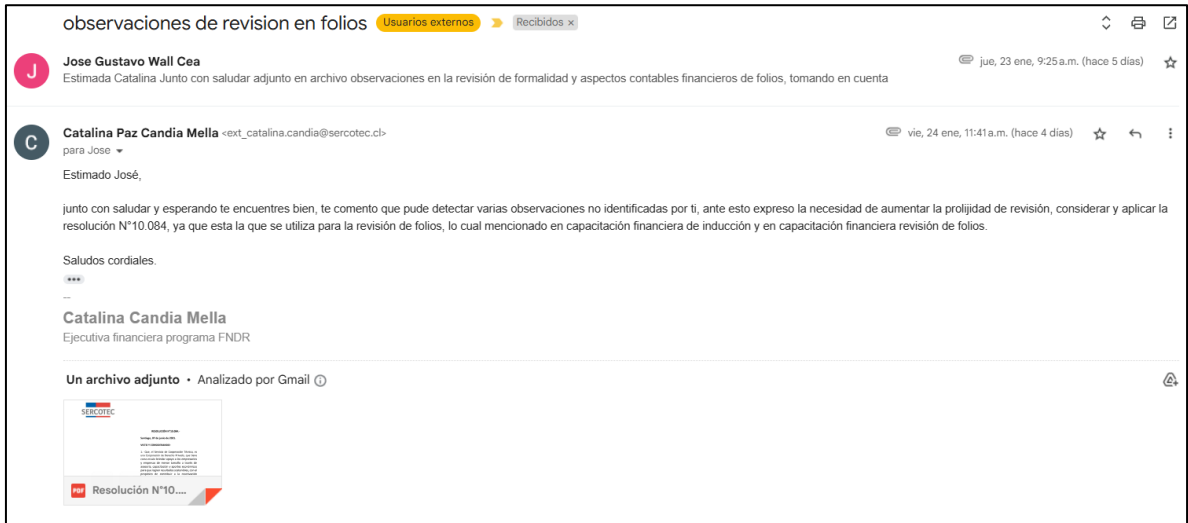 observaciones de revision en folios Usuarios externos Recibidos ×
J
Jose Gustavo Wall Cea
jue, 23 ene, 9:25 a.m. (hace 5 días)
Estimada Catalina Junto con saludar adjunto en archivo observaciones en la revisión de formalidad y aspectos contables financieros de folios, tomando en cuenta
C
Catalina Paz Candia Mella <ext_catalina.candia@sercotec.cl>
vie, 24 ene, 11:41 a.m. (hace 4 días)
para Jose
Estimado José,
junto con saludar y esperando te encuentres bien, te comento que pude detectar varias observaciones no identificadas por ti, ante esto expreso la necesidad de aumentar la prolijidad de revisión, considerar y aplicar la
resolución N°10.084, ya que esta la que se utiliza para la revisión de folios, lo cual mencionado en capacitación financiera de inducción y en capacitación financiera revisión de folios.
Saludos cordiales.
--
Catalina Candia Mella
Ejecutiva financiera programa FNDR
Un archivo adjunto • Analizado por Gmail
SERCOTEC
PDF Resolución N°10....